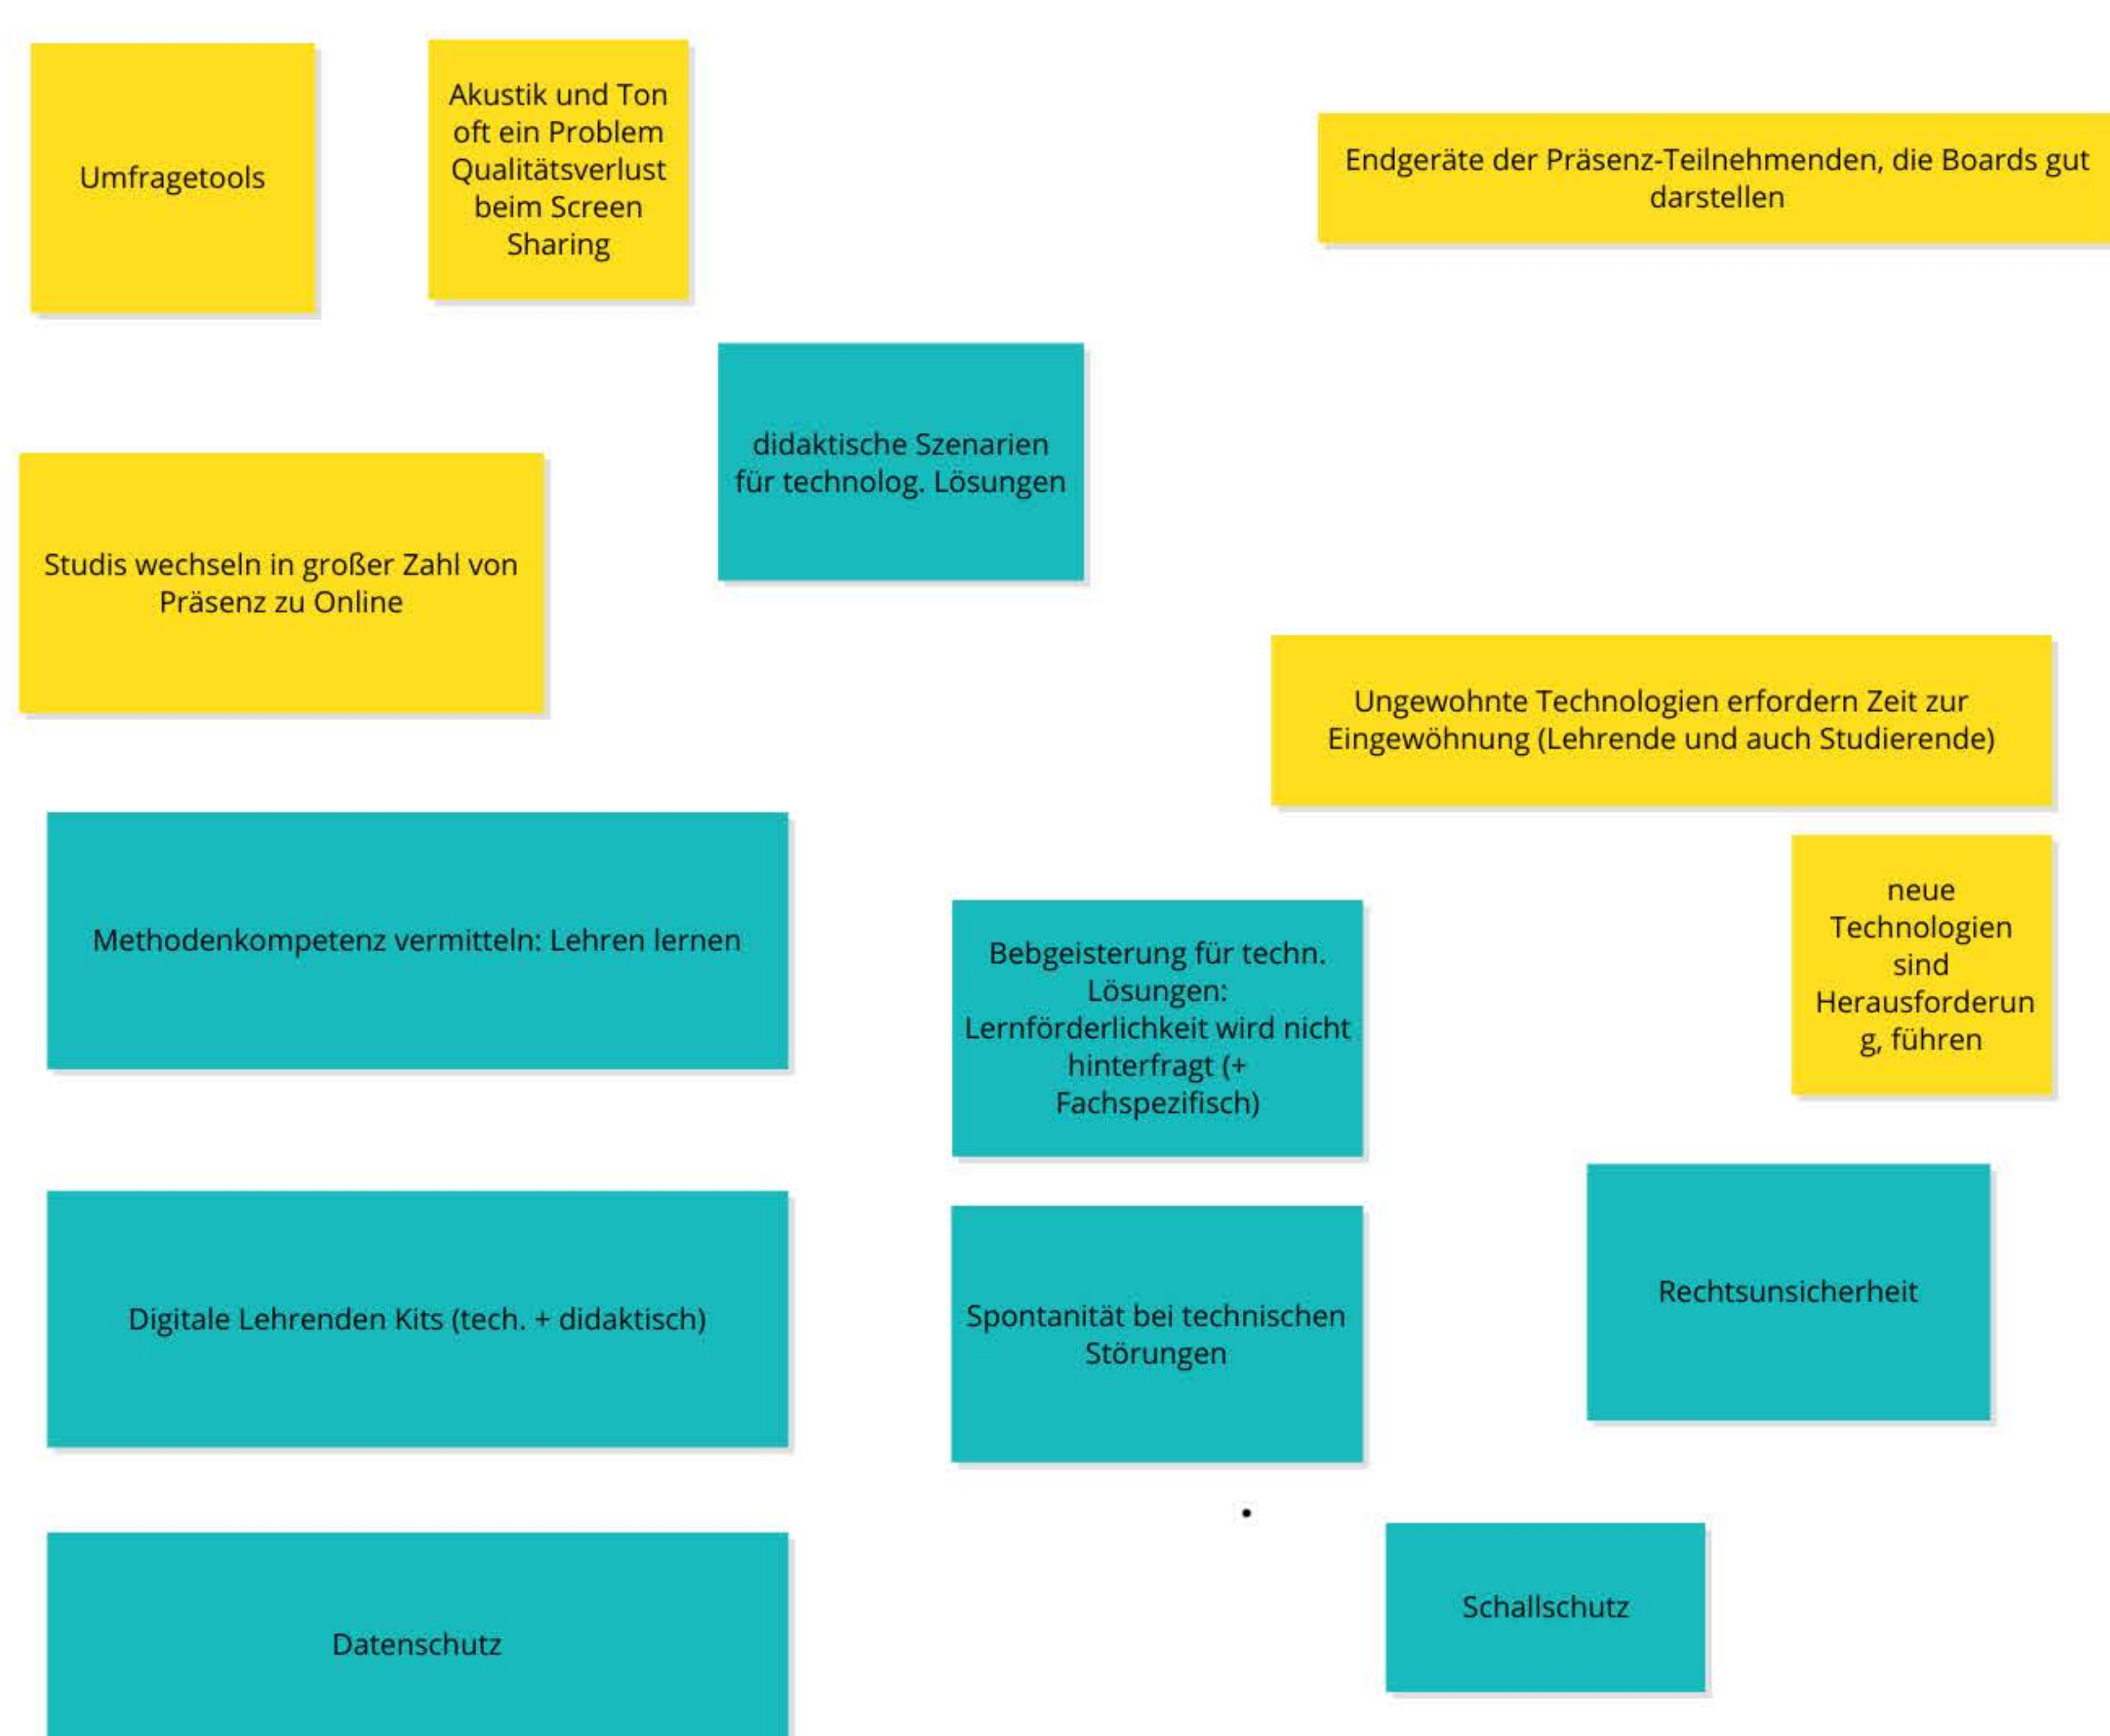 Umfragetools
Akustik und Ton
oft ein Problem
Qualitätsverlust
beim Screen
Sharing
Endgeräte der Präsenz-Teilnehmenden, die Boards gut
darstellen
didaktische Szenarien
für technolog. Lösungen
Studis wechseln in großer Zahl von
Präsenz zu Online
Ungewohnte Technologien erfordern Zeit zur
Eingewöhnung (Lehrende und auch Studierende)
Methodenkompetenz vermitteln: Lehren lernen
Bebgeisterung für techn.
Lösungen:
Lernförderlichkeit wird nicht
hinterfragt (+
Fachspezifisch)
neue
Technologien
sind
Herausforderun
g, führen
Digitale Lehrenden Kits (tech. + didaktisch)
Spontanität bei technischen
Störungen
Rechtsunsicherheit
Schallschutz
Datenschutz